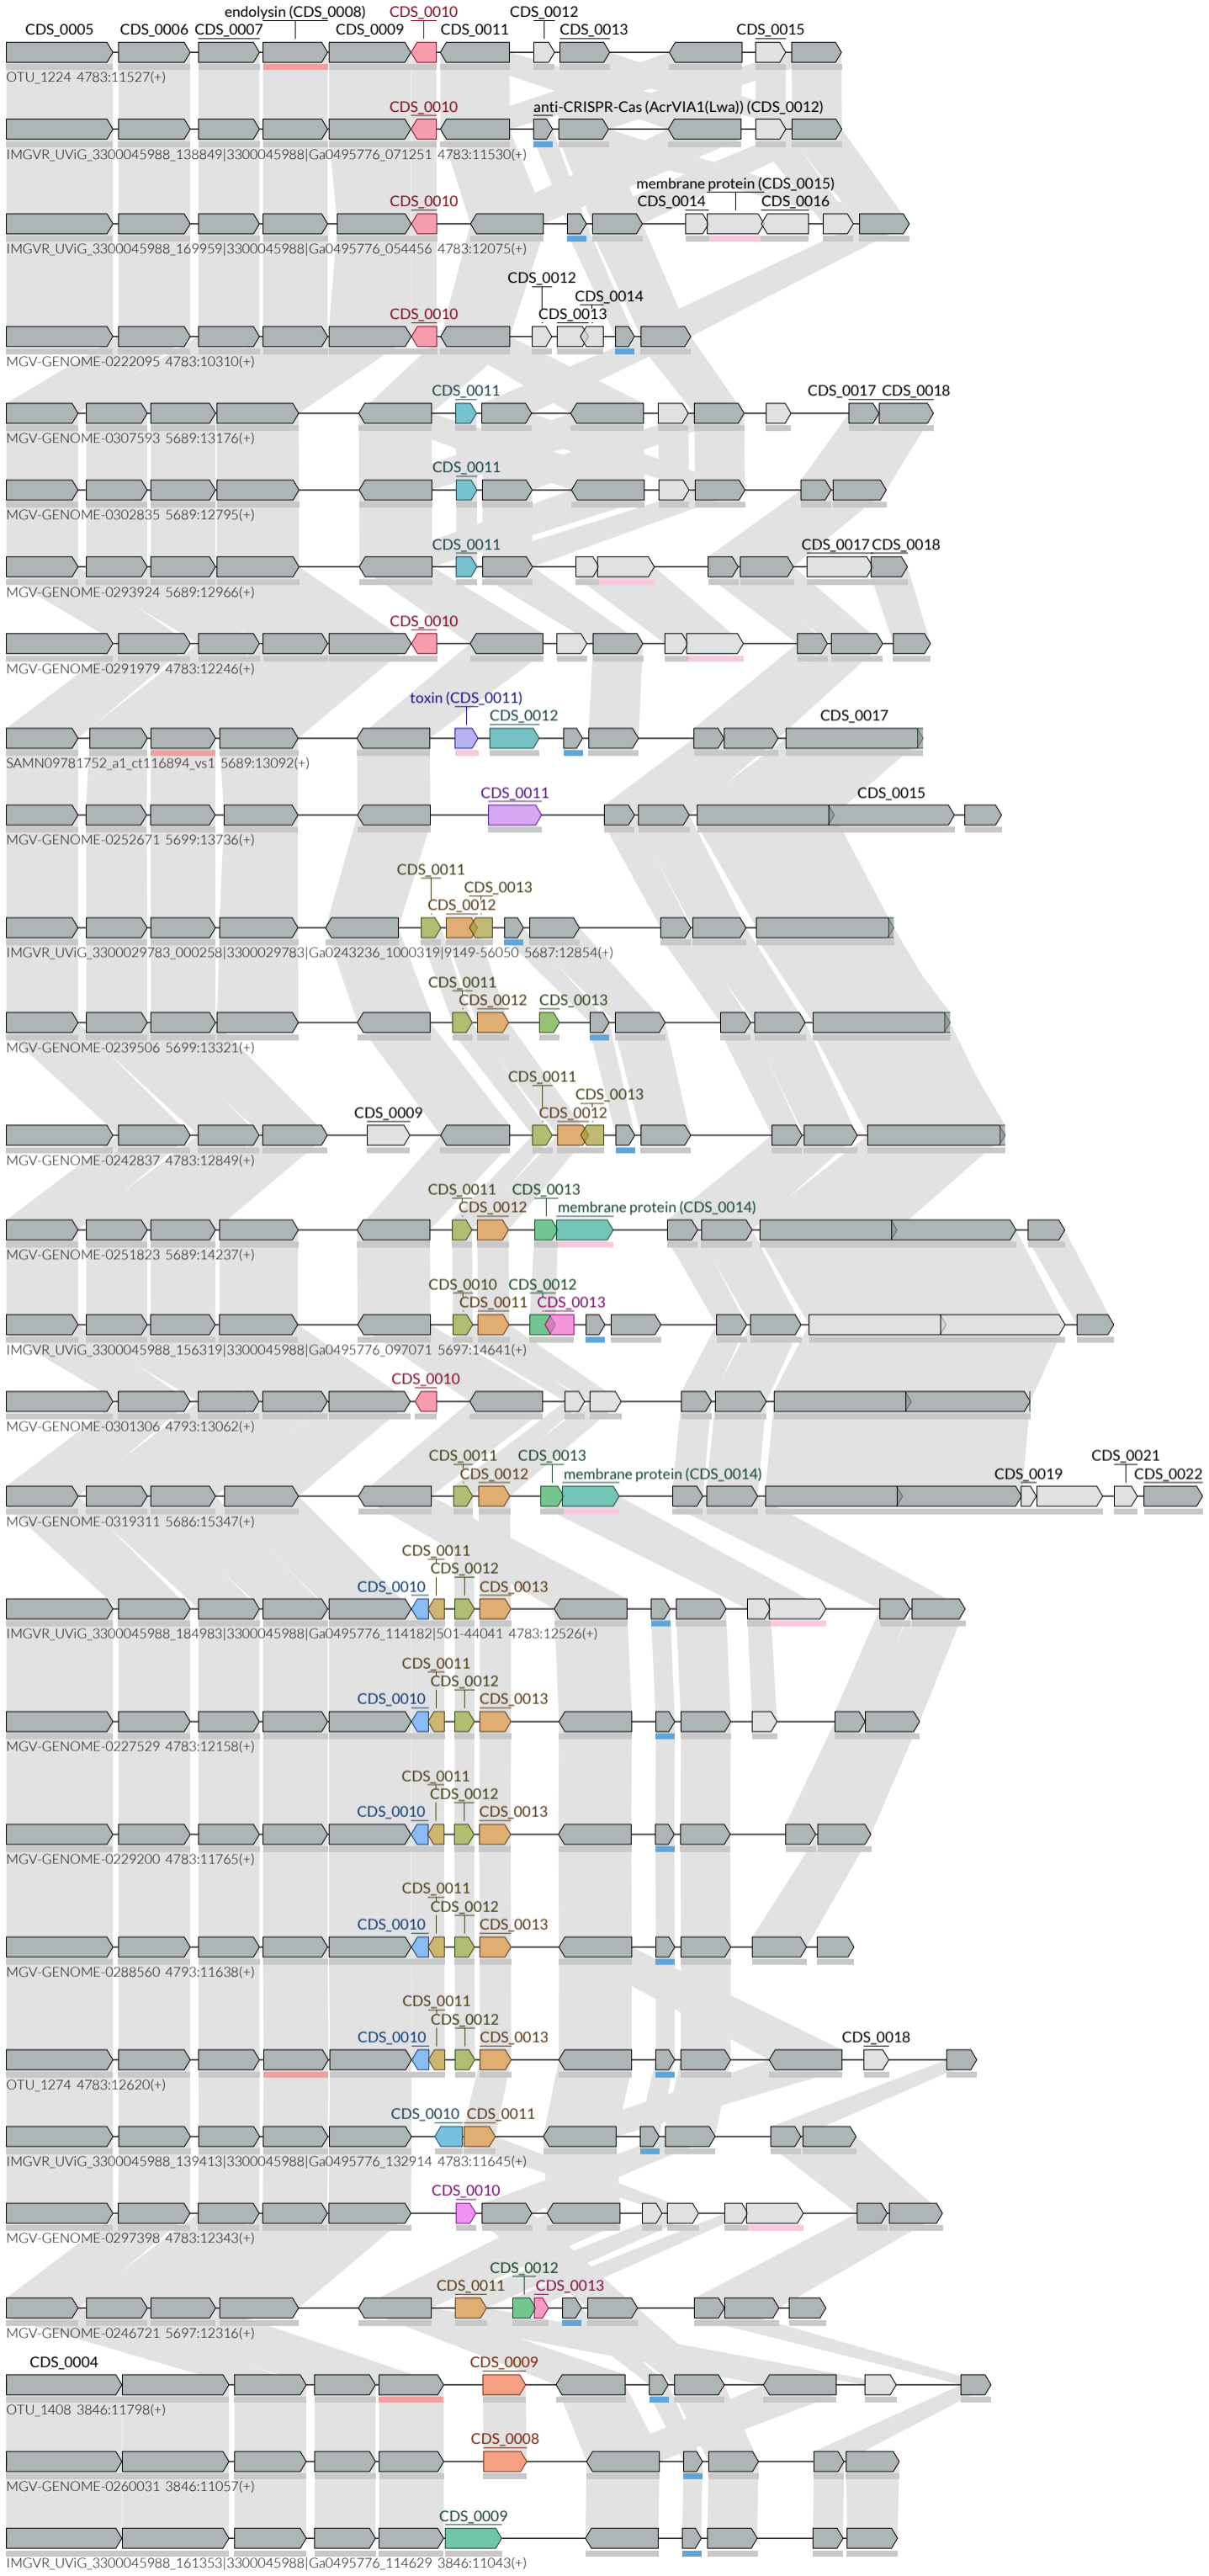 endolysin (CDS_0008) CDS_0010 CDS_0012
CDS_0005 CDS_0006 CDS_0007 CDS_0009 CDS_0011 CDS_0013 CDS_0015
OTU_1224 4783:11527(+)
CDS_0010 anti-CRISPR-Cas (AcrVIA1(Lwa)) (CDS_0012)
IMGVR_UViG_3300045988_138849|3300045988|Ga0495776_071251 4783:11530(+)
membrane protein (CDS_0015)
CDS_0010 CDS_0014 CDS_0016
IMGVR_UViG_3300045988_169959|3300045988|Ga0495776_054456 4783:12075(+)
CDS_0012
CDS_0014
CDS_0010 CDS_0013
MGV-GENOME-0222095 4783:10310(+)
CDS_0011 CDS_0017 CDS_0018
MGV-GENOME-0307593 5689:13176(+)
CDS_0011
MGV-GENOME-0302835 5689:12795(+)
CDS_0011 CDS_0017 CDS_0018
MGV-GENOME-0293924 5689:12966(+)
CDS_0010
MGV-GENOME-0291979 4783:12246(+)
toxin (CDS_0011)
CDS_0012 CDS_0017
SAMN09781752_a1_ct116894_vs1 5689:13092(+)
CDS_0011 CDS_0015
MGV-GENOME-0252671 5699:13736(+)
CDS_0011
CDS_0013
CDS_0012
IMGVR_UViG_3300029783_000258|3300029783|Ga0243236_1000319|9149-56050 5687:12854(+)
CDS_0011
CDS_0012 CDS_0013
MGV-GENOME-0239506 5699:13321(+)
CDS_0011
CDS_0013
CDS_0009 CDS_0012
MGV-GENOME-0242837 4783:12849(+)
CDS_0011 CDS_0013
CDS_0012 membrane protein (CDS_0014)
MGV-GENOME-0251823 5689:14237(+)
CDS_0010 CDS_0012
CDS_0011 CDS_0013
IMGVR_UViG_3300045988_156319|3300045988|Ga0495776_097071 5697:14641(+)
CDS_0010
MGV-GENOME-0301306 4793:13062(+)
CDS_0011 CDS_0013 CDS_0021
CDS_0012 membrane protein (CDS_0014) CDS_0019 CDS_0022
MGV-GENOME-0319311 5686:15347(+)
CDS_0011
CDS_0012
CDS_0010 CDS_0013
IMGVR_UViG_3300045988_184983|3300045988|Ga0495776_114182|501-44041 4783:12526(+)
CDS_0011
CDS_0012
CDS_0010 CDS_0013
MGV-GENOME-0227529 4783:12158(+)
CDS_0011
CDS_0012
CDS_0010 CDS_0013
MGV-GENOME-0229200 4783:11765(+)
CDS_0011
CDS_0012
CDS_0010 CDS_0013
MGV-GENOME-0288560 4793:11638(+)
CDS_0011
CDS_0012
CDS_0010 CDS_0013 CDS_0018
OTU_1274 4783:12620(+)
CDS_0010 CDS_0011
IMGVR_UViG_3300045988_139413|3300045988|Ga0495776_132914 4783:11645(+)
CDS_0010
MGV-GENOME-0297398 4783:12343(+)
CDS_0012
CDS_0011 CDS_0013
MGV-GENOME-0246721 5697:12316(+)
CDS_0004 CDS_0009
OTU_1408 3846:11798(+)
CDS_0008
MGV-GENOME-0260031 3846:11057(+)
CDS_0009
IMGVR_UViG_3300045988_161353|3300045988|Ga0495776_114629 3846:11043(+)